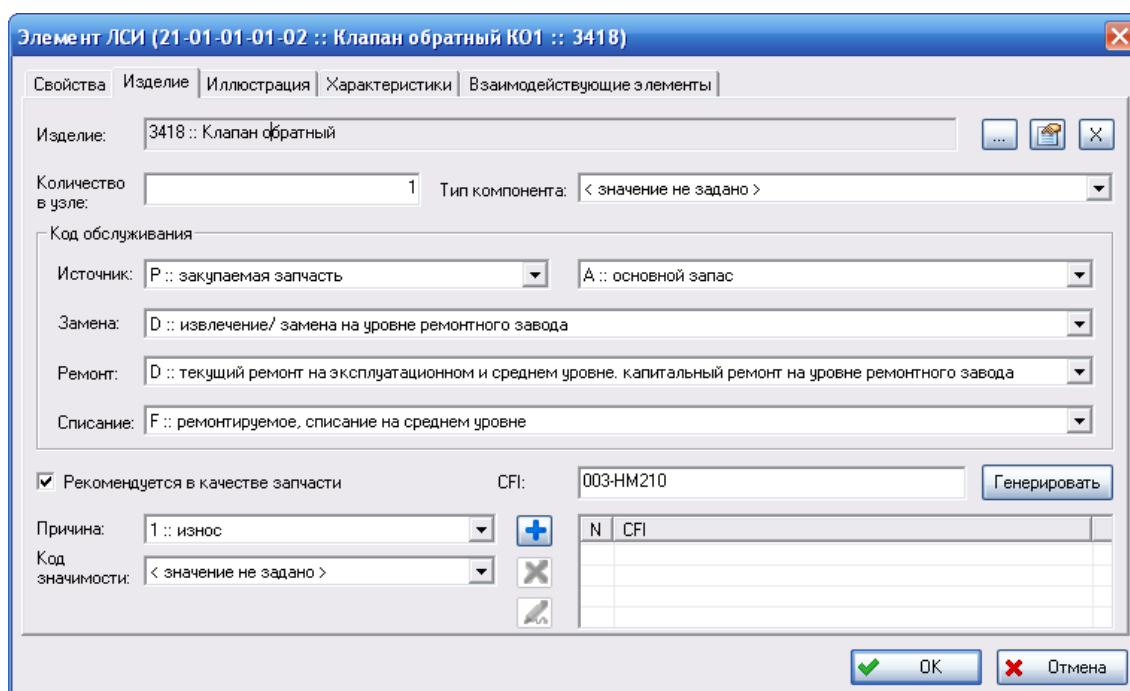 Элемент ЛСИ (21-01-01-01-02 :: Клапан обратный КО1 :: 3418)
Свойства Изделие Иллюстрация Характеристики Взаимодействующие элементы
Изделие: 3418 :: Клапан обратный ... X
Количество
в узле: 1 Тип компонента: < значение не задано >
Код обслуживания
Источник: P :: закупаемая запчасть A :: основной запас
Замена: D :: извлечение/ замена на уровне ремонтного завода
Ремонт: D :: текущий ремонт на эксплуатационном и среднем уровне. капитальный ремонт на уровне ремонтного завода
Списание: F :: ремонтируемое, списание на среднем уровне
Рекомендуется в качестве запчасти CFI: 003-HM210 Генерировать
Причина: 1 :: износ N CFI
Код
значимости: < значение не задано >
OK Отмена